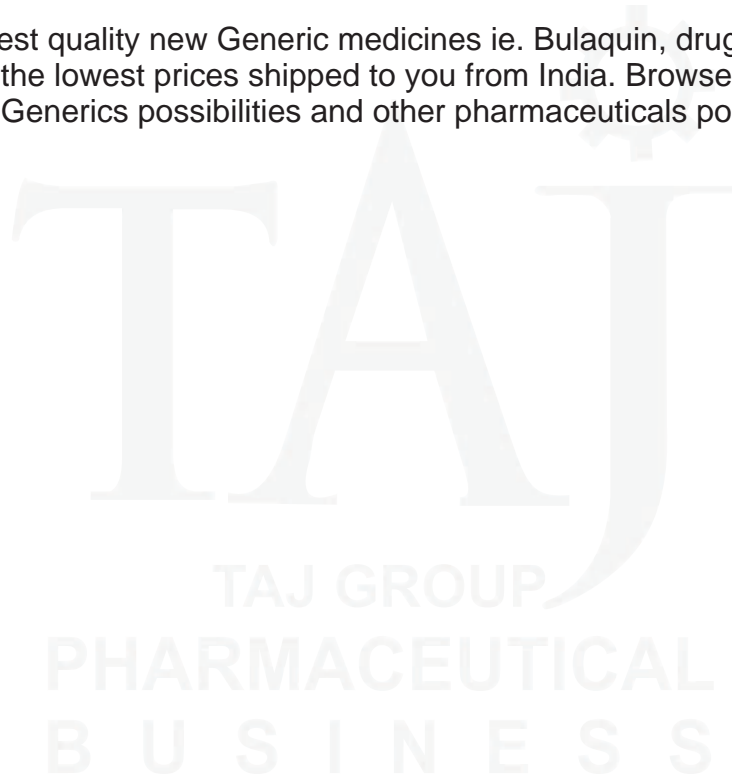 est quality new Generic medicines ie. Bulaquin, drug
the lowest prices shipped to you from India. Browse
Generics possibilities and other pharmaceuticals po
TAJ
TAJ GROUP
PHARMACEUTICAL
BUSINESS